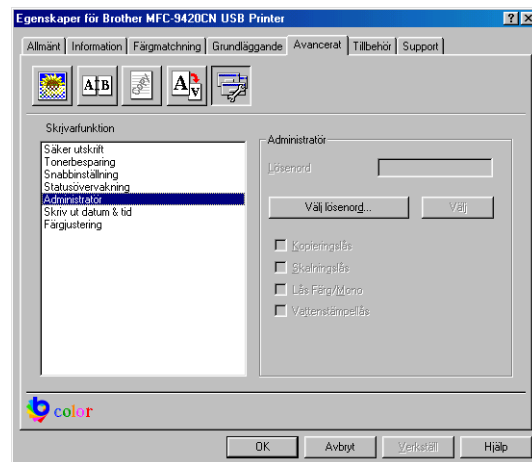 Egenskaper för Brother MFC-9420CN USB Printer
Allmänt Information Färgmatchning Grundläggande Avancerat Tillbehör Support
A B
A A
Skrivarfunktion
Säker utskrift
Tonerbesparing
Snabbinställning
Statusövervakning
Administratör
Skriv ut datum & tid
Färgjustering
Administratör
Lösenord
Välj lösenord...
Välj
Kopieringslås
Skalningslås
Lås Färg/Mono
Vattenstämpellås
color
OK Avbryt Verkställ Hjälp